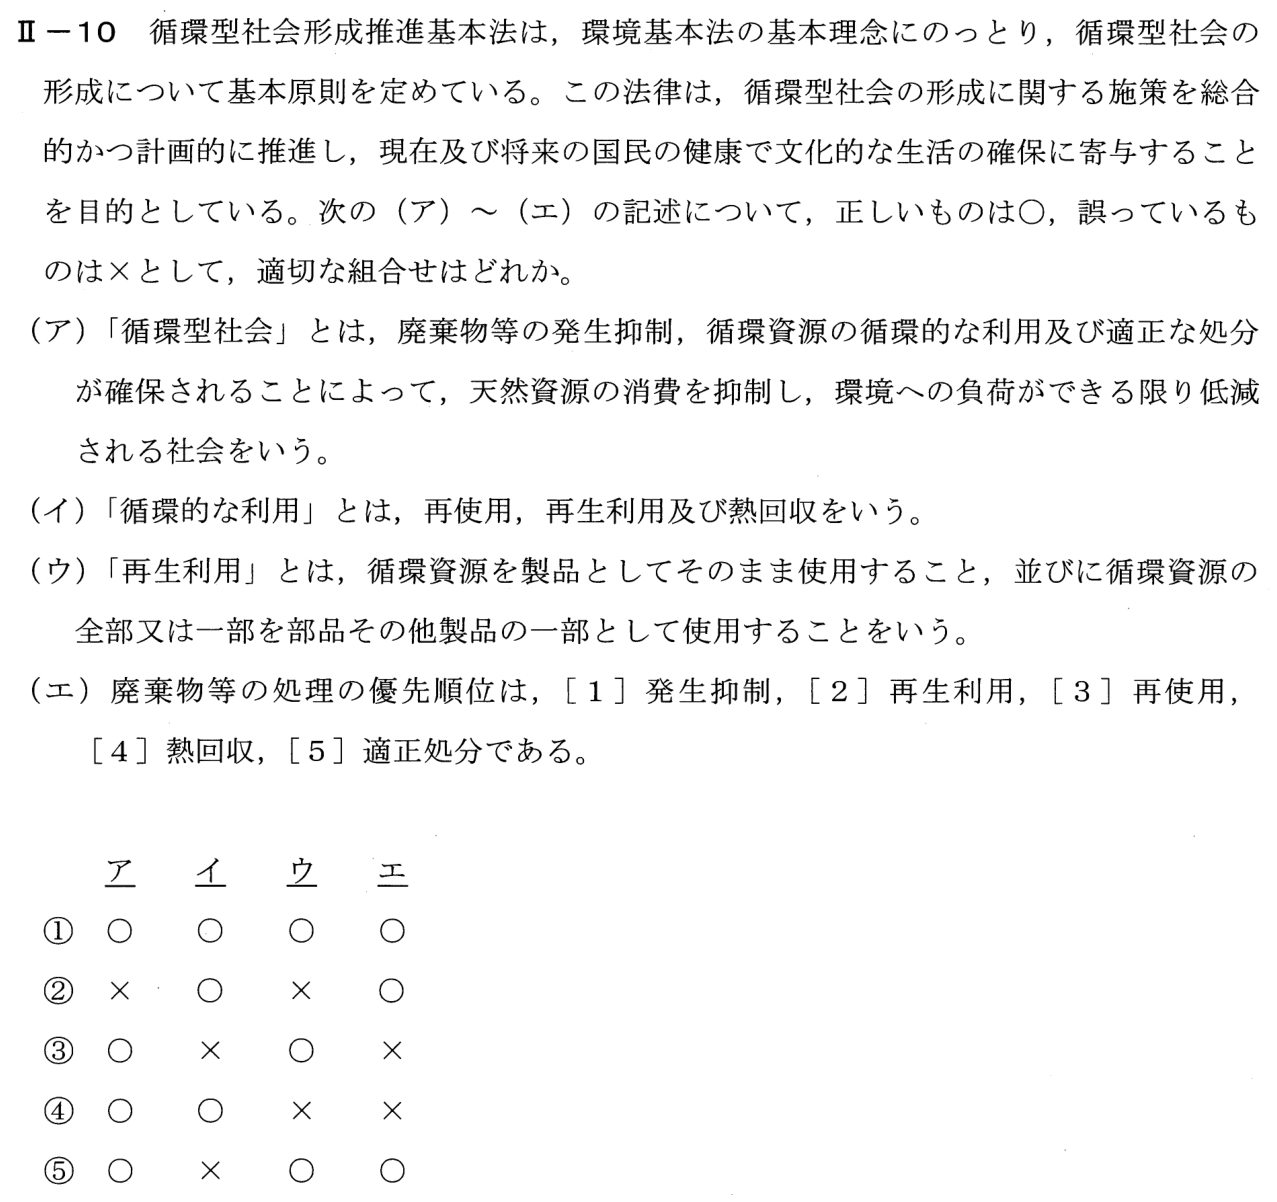 Ⅱ－10　循環型社会形成推進基本法は，環境基本法の基本理念にのっとり，循環型社会の
形成について基本原則を定めている。この法律は，循環型社会の形成に関する施策を総合
的かつ計画的に推進し，現在及び将来の国民の健康で文化的な生活の確保に寄与すること
を目的としている。次の（ア）～（エ）の記述について，正しいものは○，誤っているも
のは×として，適切な組合せはどれか。
（ア）「循環型社会」とは，廃棄物等の発生抑制，循環資源の循環的な利用及び適正な処分
が確保されることによって，天然資源の消費を抑制し，環境への負荷ができる限り低減
される社会をいう。
（イ）「循環的な利用」とは，再使用，再生利用及び熱回収をいう。
（ウ）「再生利用」とは，循環資源を製品としてそのまま使用すること，並びに循環資源の
全部又は一部を部品その他製品の一部として使用することをいう。
（エ）廃棄物等の処理の優先順位は，［１］発生抑制，［２］再生利用，［３］再使用，
［４］熱回収，［５］適正処分である。
ア　イ　ウ　エ
①　○　○　○　○
②　×　○　×　○
③　○　×　○　×
④　○　○　×　×
⑤　○　×　○　○